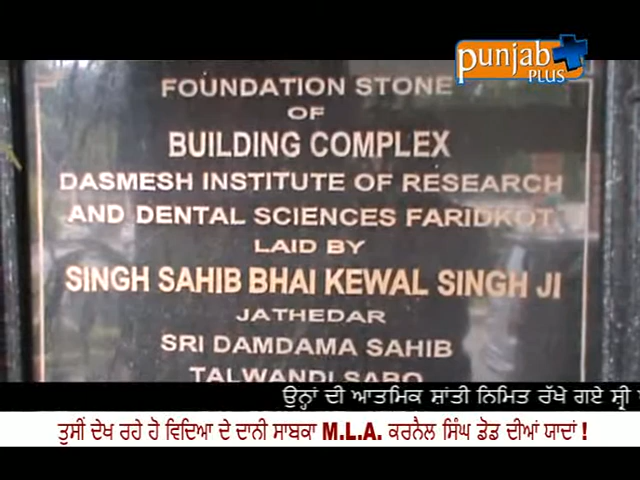 punjab
PLUS
FOUNDATION STONE
OF
BUILDING COMPLEX
DASMESH INSTITUTE OF RESEARCH
AND DENTAL SCIENCES FARIDKOT.
LAID BY
SINGH SAHIB BHAI KEWAL SINGH JI
JATHEDAR
SRI DAMDAMA SAHIB
TALWANDI SABO
ਉਨ੍ਹਾਂ ਦੀ ਆਤਮਿਕ ਸ਼ਾਂਤੀ ਨਿਮਿਤ ਰੱਖੇ ਗਏ ਸ੍ਰੀ
ਤੁਸੀਂ ਦੇਖ ਰਹੇ ਹੋ ਵਿਦਿਆ ਦੇ ਦਾਨੀ ਸਾਬਕਾ M.L.A. ਕਰਨੈਲ ਸਿੰਘ ਡੋਡ ਦੀਆਂ ਯਾਦਾਂ !